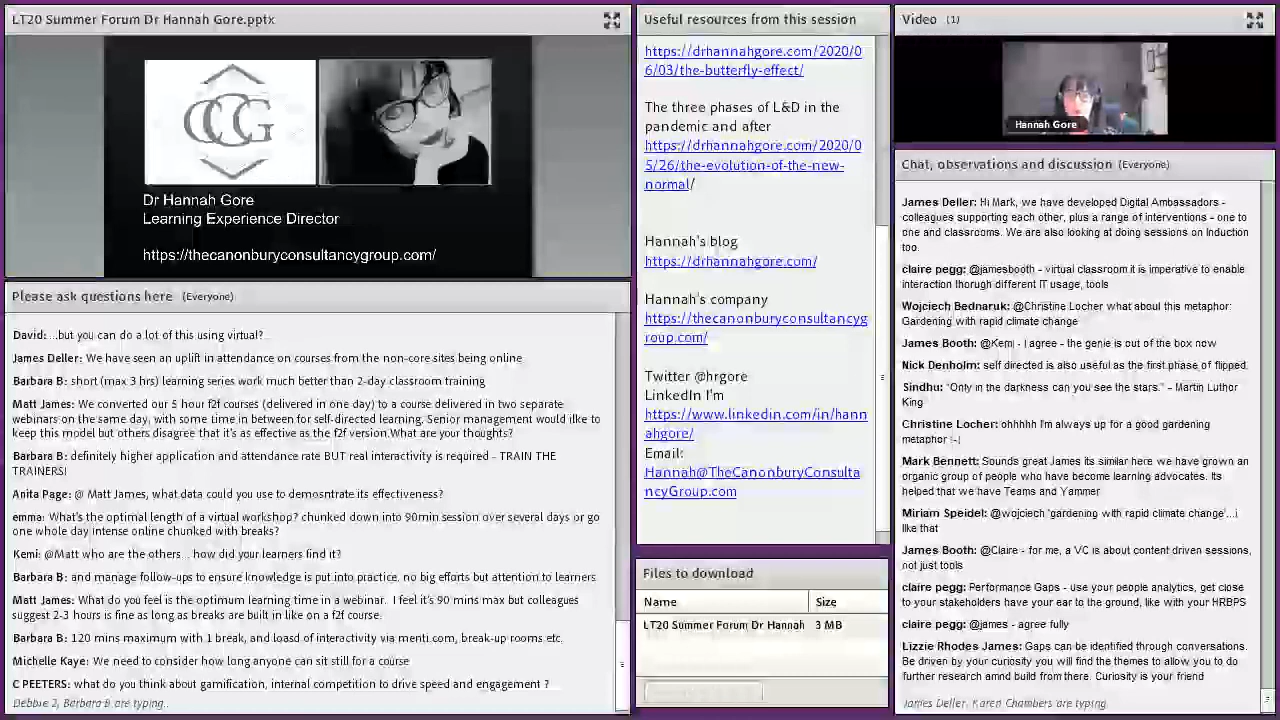 LT20 Summer Forum Dr Hannah Gore.pptx
CCG
Dr Hannah Gore
Learning Experience Director
https://thecanonburyconsultancygroup.com/
Please ask questions here (Everyone)
David: ...but you can do a lot of this using virtual?
James Deller: We have seen an uplift in attendance on courses from the non-core sites being online
Barbara B: short (max 3 hrs) learning series work much better than 2-day classroom training
Matt James: We converted our 5 hour f2f courses (delivered in one day) to a course delivered in two separate
webinars on the same day, with some time in between for self-directed learning. Senior management would ilke to
keep this model but others disagree that it's as effective as the f2f version.What are your thoughts?
Barbara B: definitely higher application and attendance rate BUT real interactivity is required - TRAIN THE
TRAINERS!
Anita Page: @ Matt James, what data could you use to demosntrate its effectiveness?
emma: What's the optimal length of a virtual workshop? chunked down into 90min session over several days or go
one whole day intense online chunked with breaks?
Kemi: @Matt who are the others... how did your learners find it?
Barbara B: and manage follow-ups to ensure knowledge is put into practice. no big efforts but attention to learners
Matt James: What do you feel is the optimum learning time in a webinar. I feel it's 90 mins max but colleagues
suggest 2-3 hours is fine as long as breaks are built in like on a f2f course.
Barbara B: 120 mins maximum with 1 break, and loasd of interactivity via menti.com, break-up rooms etc.
Michelle Kaye: We need to consider how long anyone can sit still for a course
C PEETERS: what do you think about gamification, internal competition to drive speed and engagement ?
Debbie 2, Barbara B are typing..
Useful resources from this session
https://drhannahgore.com/2020/0
6/03/the-butterfly-effect/
The three phases of L&D in the
pandemic and after
https://drhannahgore.com/2020/0
5/26/the-evolution-of-the-new-
normal/
Hannah's blog
https://drhannahgore.com/
Hannah's company
https://thecanonburyconsultancyg
roup.com/
Twitter @hrgore
LinkedIn I'm
https://www.linkedin.com/in/hann
ahgore/
Email:
Hannah@TheCanonburyConsulta
ncyGroup.com
Files to download
Name Size
LT20 Summer Forum Dr Hannah 3 MB
Video (1)
Hannah Gore
Chat, observations and discussion (Everyone)
James Deller: Hi Mark, we have developed Digital Ambassadors -
colleagues supporting each other, plus a range of interventions - one to
one and classrooms. We are also looking at doing sessions on Induction
too.
claire pegg: @jamesbooth - virtual classroom it is imperative to enable
interaction thorugh different IT usage, tools
Wojciech Bednaruk: @Christine Locher what about this metaphor:
Gardening with rapid climate change
James Booth: @Kemi - I agree - the genie is out of the box now
Nick Denholm: self directed is also useful as the first phase of flipped.
Sindhu: “Only in the darkness can you see the stars.” – Martin Luthor
King
Christine Locher: ohhhhh I'm always up for a good gardening
metaphor :-)
Mark Bennett: Sounds great James its similar here we have grown an
organic group of people who have become learning advocates. Its
helped that we have Teams and Yammer
Miriam Speidel: @wojciech 'gardening with rapid climate change'...i
like that
James Booth: @Claire - for me, a VC is about content driven sessions,
not just tools
claire pegg: Performance Gaps - use your people analytics, get close
to your stakeholders have your ear to the ground, like with your HRBPS
claire pegg: @james - agree fully
Lizzie Rhodes James: Gaps can be identified through conversations.
Be driven by your curiosity you will find the themes to allow you to do
further research amnd build from there. Curiosity is your friend
James Deller, Karen Chambers are typing.